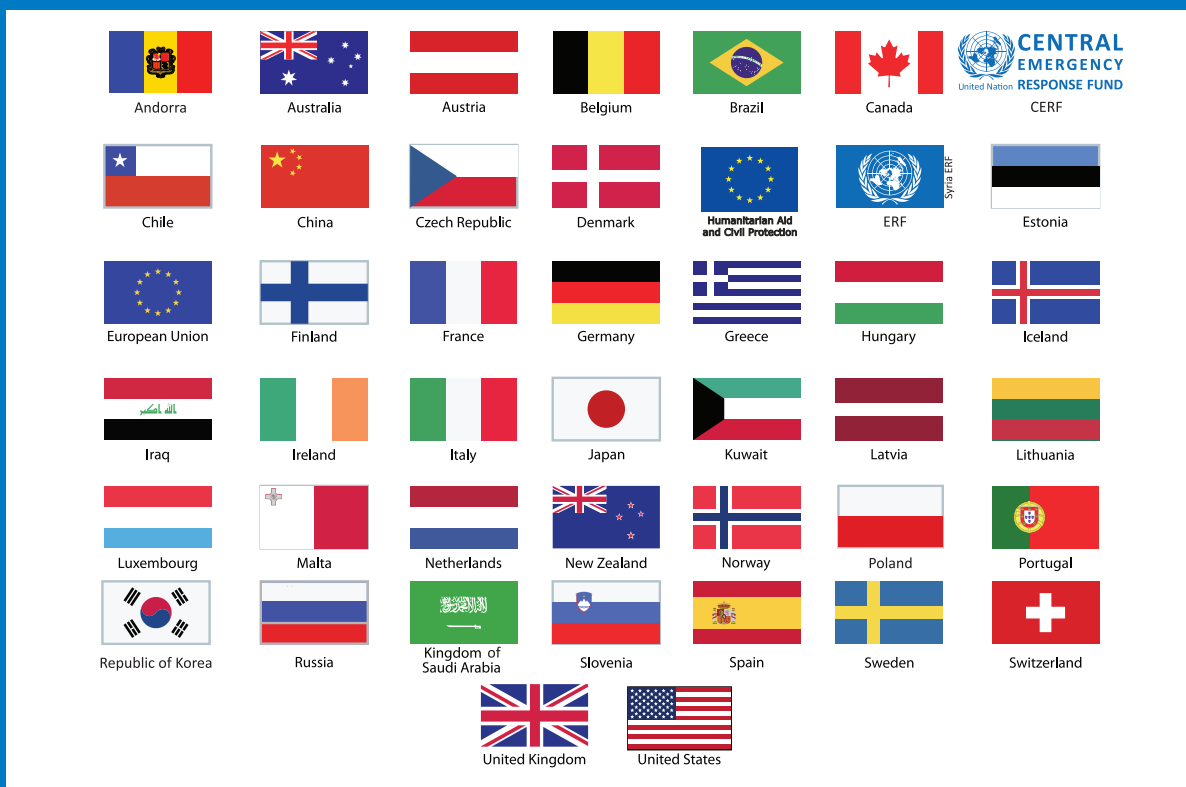 Andorra
Australia
Austria
Belgium
Brazil
Canada
United Nation
CENTRAL
EMERGENCY
RESPONSE FUND
CERF
Chile
China
Czech Republic
Denmark
Humanitarian Aid
and Civil Protection
ERF
Syria ERF
Estonia
European Union
Finland
France
Germany
Greece
Hungary
Iceland
الله اكبر
Iraq
Ireland
Italy
Japan
Kuwait
Latvia
Lithuania
Luxembourg
Malta
Netherlands
New Zealand
Norway
Poland
Portugal
Republic of Korea
Russia
Kingdom of
Saudi Arabia
Slovenia
Spain
Sweden
Switzerland
United Kingdom
United States